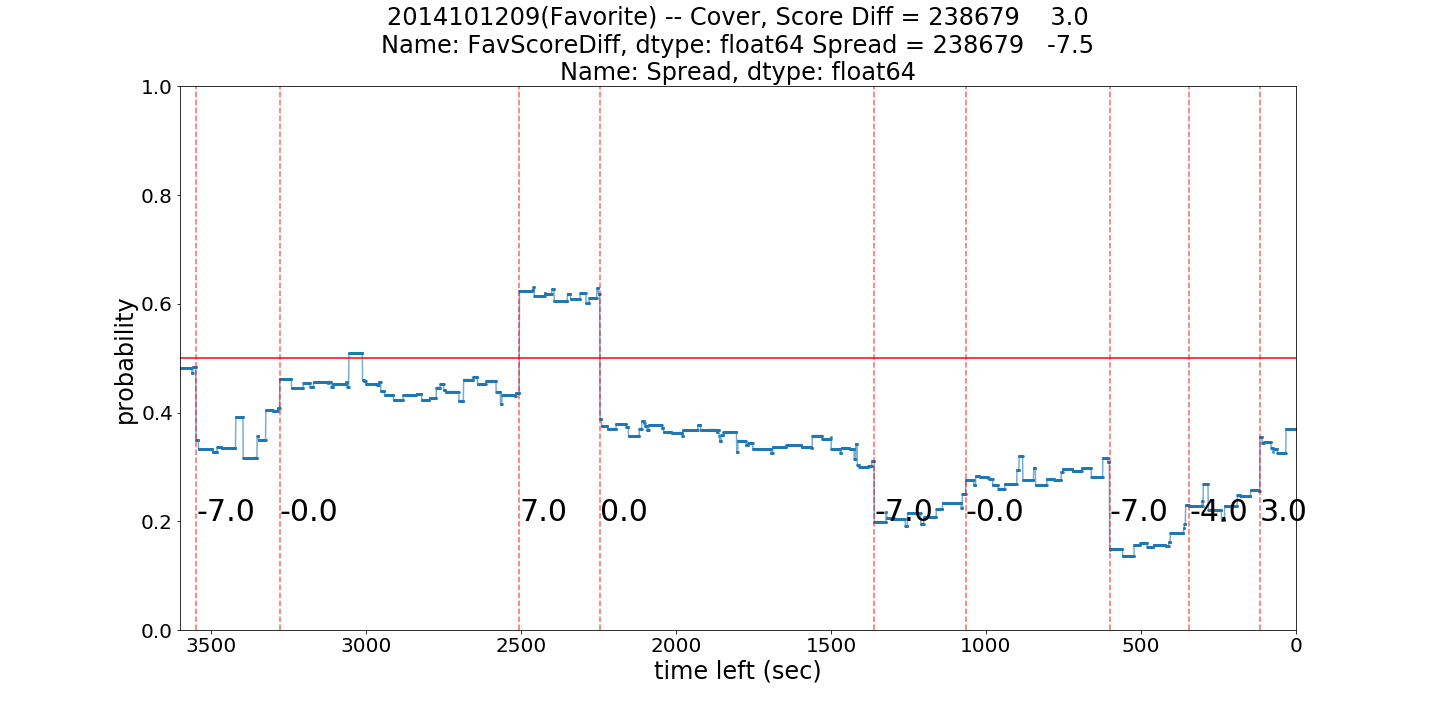 2014101209(Favorite) -- Cover, Score Diff = 238679    3.0
Name: FavScoreDiff, dtype: float64 Spread = 238679   -7.5
Name: Spread, dtype: float64
1.0
0.8
0.6
0.4
0.2
0.0
probability
-7.0 -0.0 7.0 0.0 -7.0 -0.0 -7.0 -4.0 3.0
3500 3000 2500 2000 1500 1000 500 0
time left (sec)